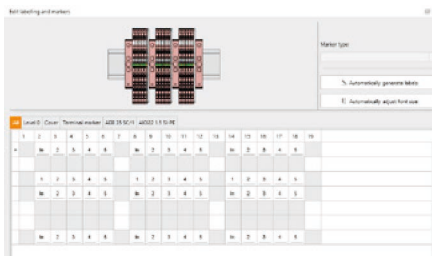 Edit labelling and markers
Marker type
Automatically generate labels
Automatically adjust font size
All Level 0 Cover Terminal marker
1 2 3 4 5 6 7 8 9 10 11 12 13 14 15 16 17 18 19
In 2 3 4 5 In 2 3 4 5 In 2 3 4 5
1 2 3 4 5 1 2 3 4 5 1 2 3 4 5
In 2 3 4 5 In 2 3 4 5 In 2 3 4 5
In 2 3 4 5 In 2 3 4 5 In 2 3 4 5